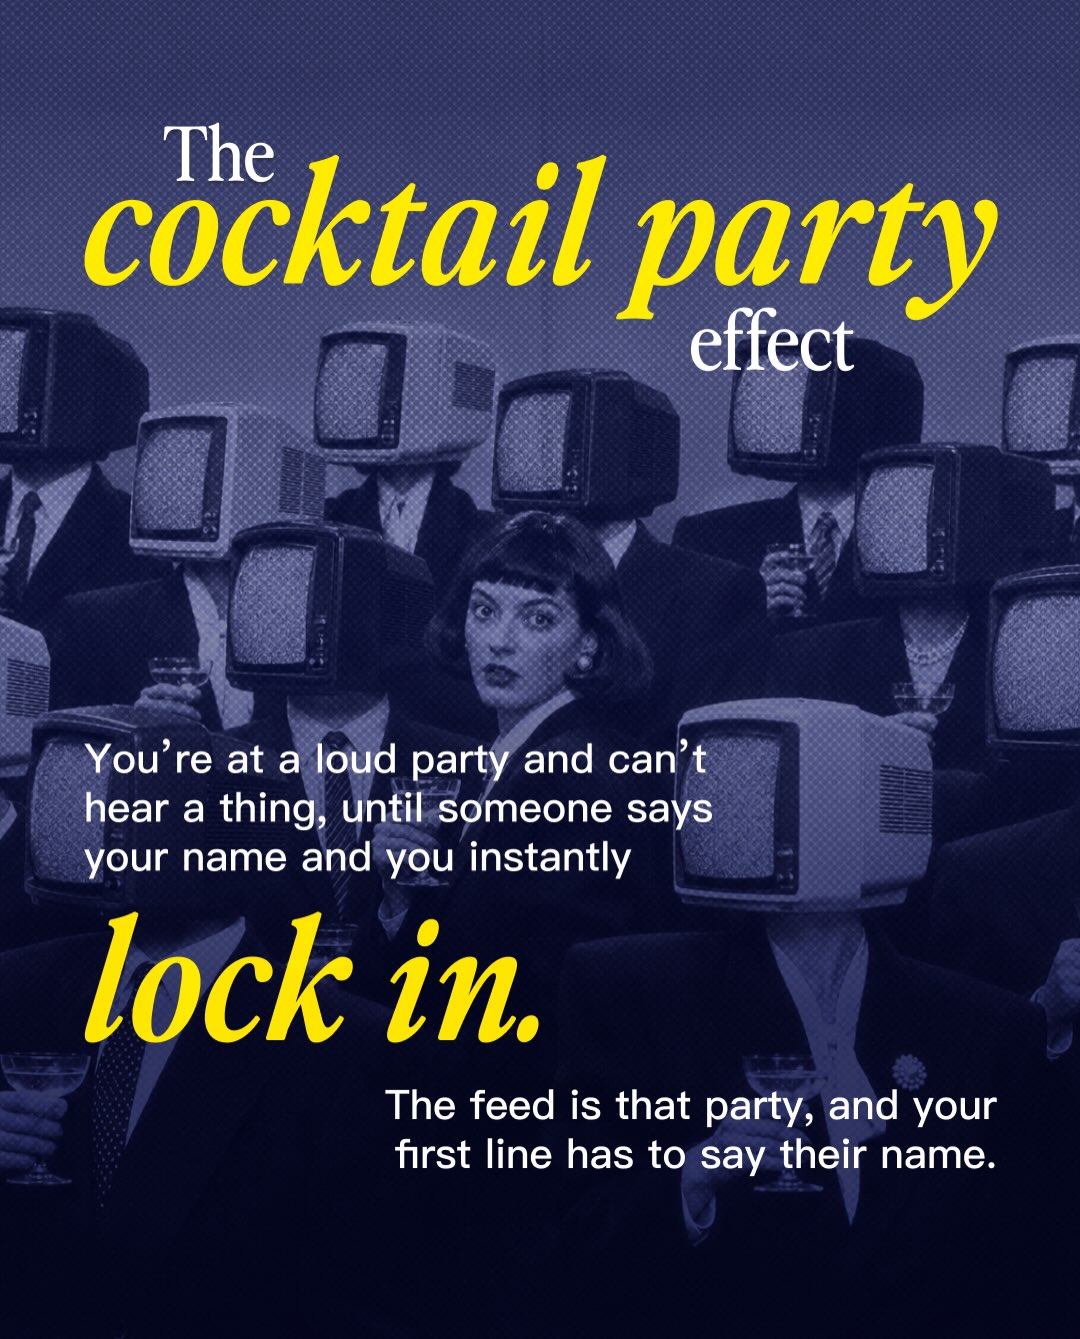 The
cocktail party
effect
You’re at a loud party and can’t
hear a thing, until someone says
your name and you instantly
lock in.
The feed is that party, and your
first line has to say their name.